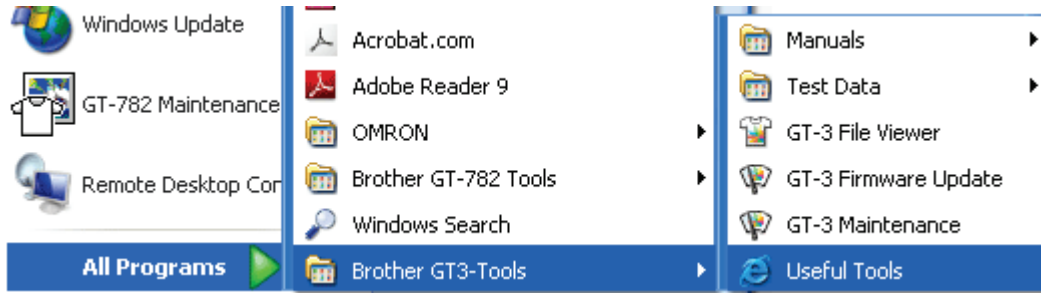 Windows Update
GT-782 Maintenance
Remote Desktop Con
All Programs
Acrobat.com
Adobe Reader 9
OMRON
Brother GT-782 Tools
Windows Search
Brother GT3-Tools
Manuals
Test Data
GT-3 File Viewer
GT-3 Firmware Update
GT-3 Maintenance
Useful Tools